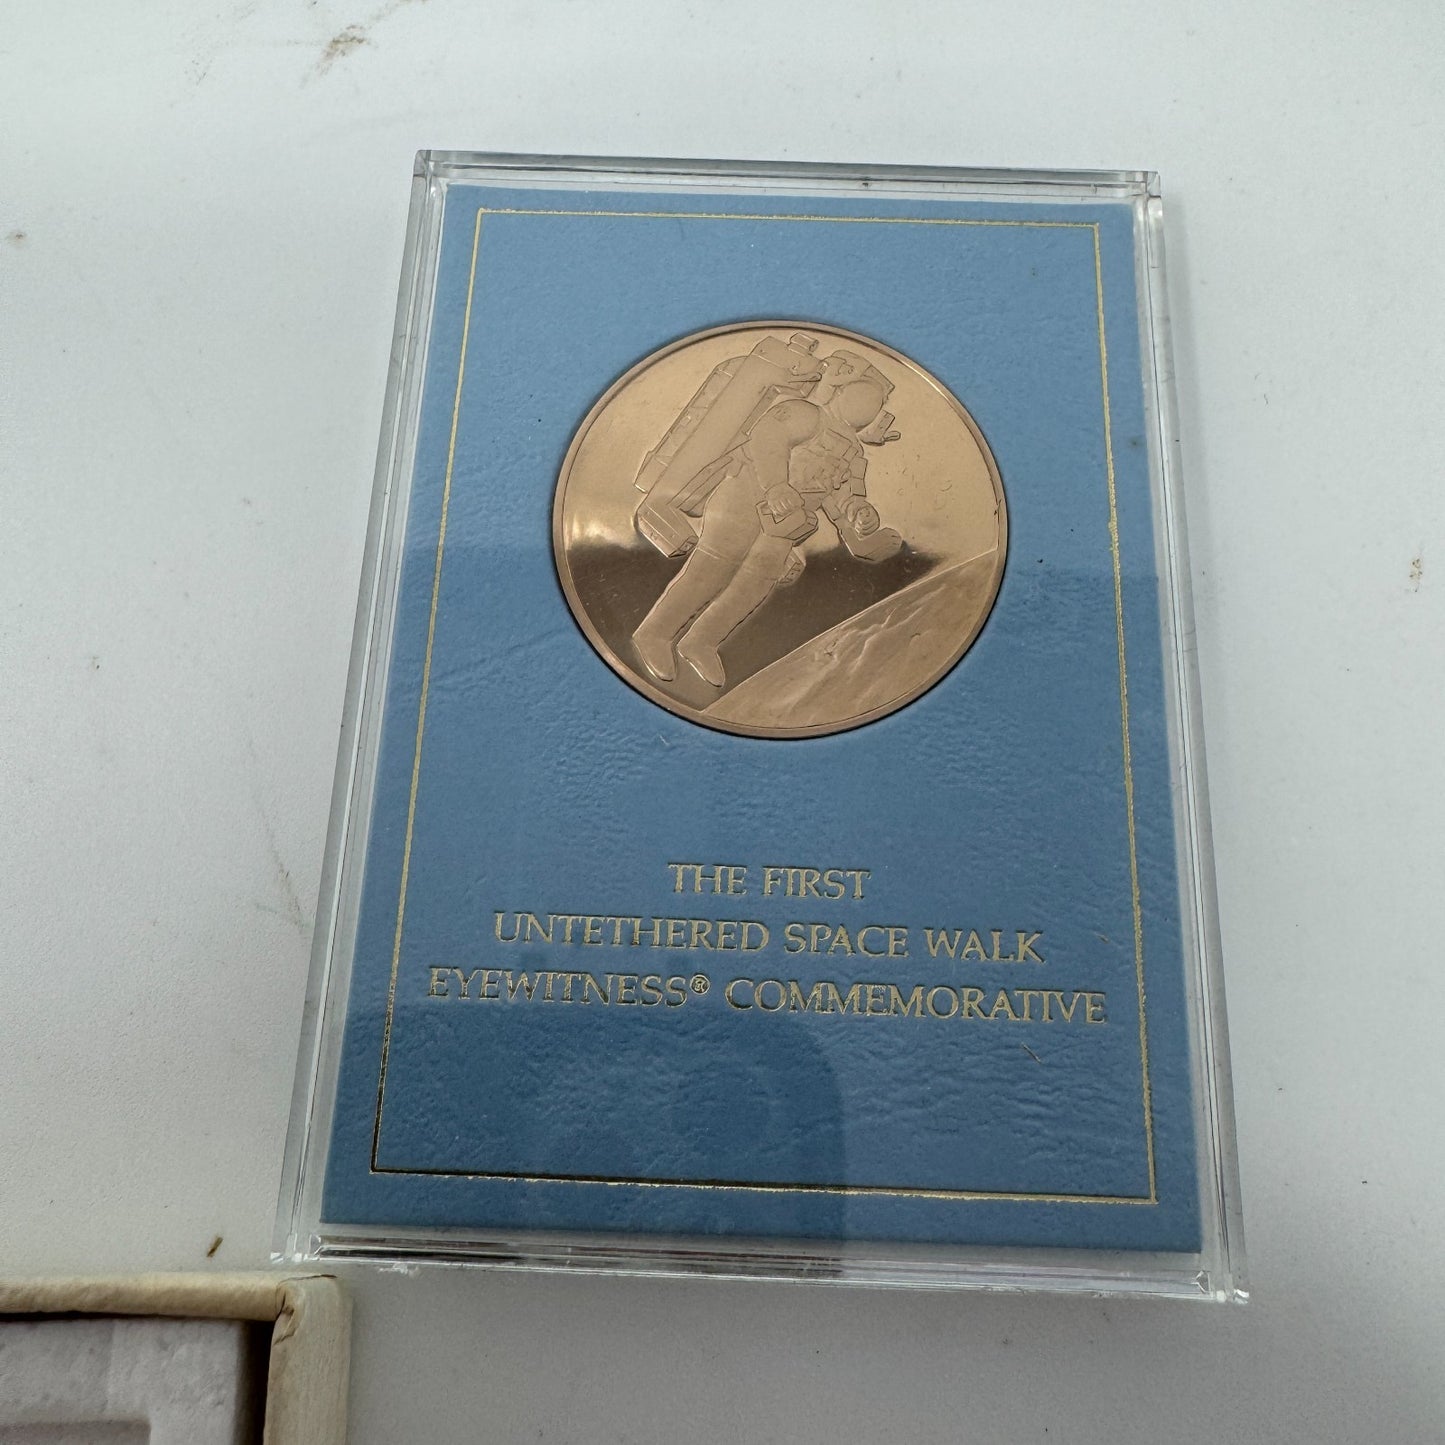 THE FIRST
UNTETHERED SPACE WALK
EYEWITNESS® COMMEMORATIVE